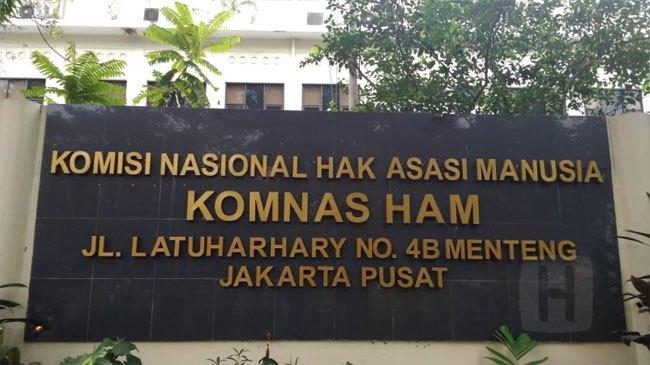 KOMISI NASIONAL HAK ASASI MANUSIA
KOMNAS HAM
JL. LATUHARHARY NO. 4B MENTENG
JAKARTA PUSAT
H